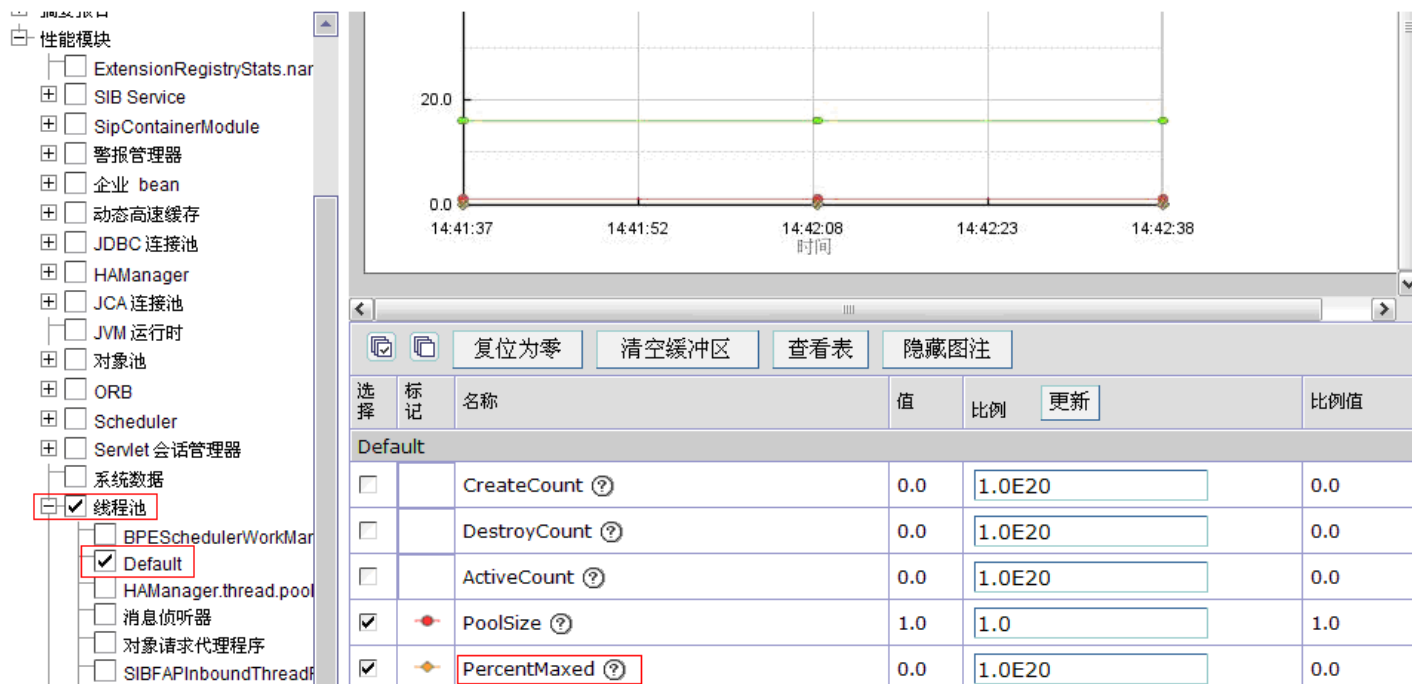 摘要报告
性能模块
ExtensionRegistryStats.nar
SIB Service
SipContainerModule
警报管理器
企业 bean
动态高速缓存
JDBC 连接池
HAManager
JCA 连接池
JVM 运行时
对象池
ORB
Scheduler
Servlet 会话管理器
系统数据
线程池
BPESchedulerWorkMar
Default
HAManager.thread.pool
消息侦听器
对象请求代理程序
SIBFAPInboundThreadF
20.0
0.0
14:41:37 14:41:52 14:42:08 14:42:23 14:42:38
时间
复位为零 清空缓冲区 查看表 隐藏图注
选择 标记 名称 值 比例 更新 比例值
Default
CreateCount ? 0.0 1.0E20 0.0
DestroyCount ? 0.0 1.0E20 0.0
ActiveCount ? 0.0 1.0E20 0.0
PoolSize ? 1.0 1.0 1.0
PercentMaxed ? 0.0 1.0E20 0.0